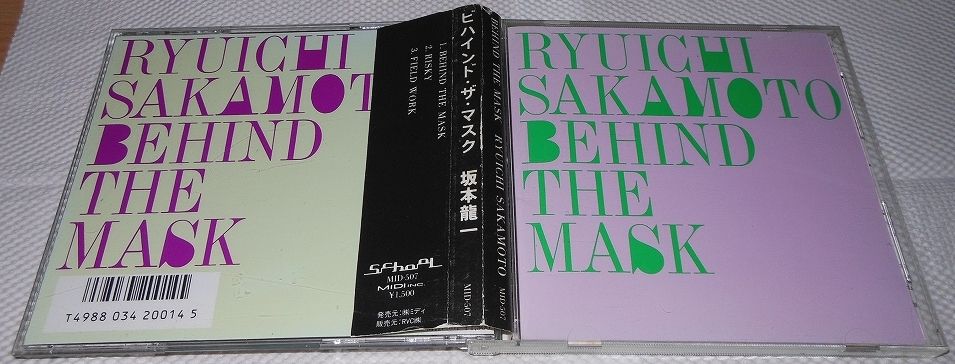 RYUICHI
SAKAMOT
BEHIND
THE
MASK
T4988 034 20014 5
1. BEHIND THE MASK
2. RISKY
3. FIELD WORK
SchooL
MID-507
MIDI INC.
¥1,500
発売元:㈱ミディ
販売元:RVC㈱
ビハインド・ザ・マスク 坂本龍一
MID-507
BEHIND THE MASK RYUICHI SAKAMOTO MID-507
RYUICHI
SAKAMOTO
BEHIND
THE
MASK